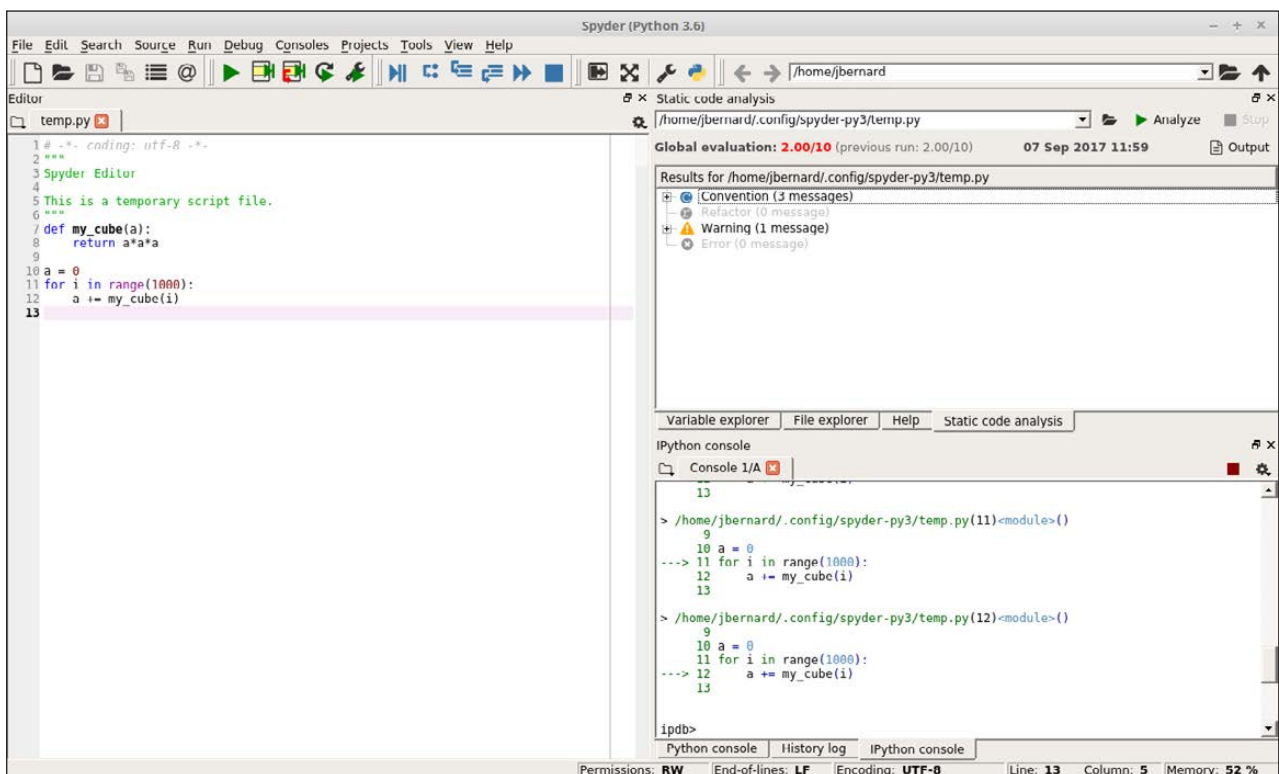 Spyder (Python 3.6)
File Edit Search Source Run Debug Consoles Projects Tools View Help
/home/jbernard
Editor
temp.py
1 # -*- coding: utf-8 -*-
2 """
3 Spyder Editor
4
5 This is a temporary script file.
6 """
7 def my_cube(a):
8     return a*a*a
9
10 a = 0
11 for i in range(1000):
12     a += my_cube(i)
13
Static code analysis
/home/jbernard/.config/spyder-py3/temp.py Analyze Stop
Global evaluation: 2.00/10 (previous run: 2.00/10) 07 Sep 2017 11:59 Output
Results for /home/jbernard/.config/spyder-py3/temp.py
Convention (3 messages)
Refactor (0 message)
Warning (1 message)
Error (0 message)
Variable explorer File explorer Help Static code analysis
IPython console
Console 1/A
13
> /home/jbernard/.config/spyder-py3/temp.py(11)<module>()
9
10 a = 0
---> 11 for i in range(1000):
12     a += my_cube(i)
13
> /home/jbernard/.config/spyder-py3/temp.py(12)<module>()
9
10 a = 0
11 for i in range(1000):
---> 12     a += my_cube(i)
13
ipdb>
Python console History log IPython console
Permissions: RW End-of-lines: LF Encoding: UTF-8 Line: 13 Column: 5 Memory: 52 %